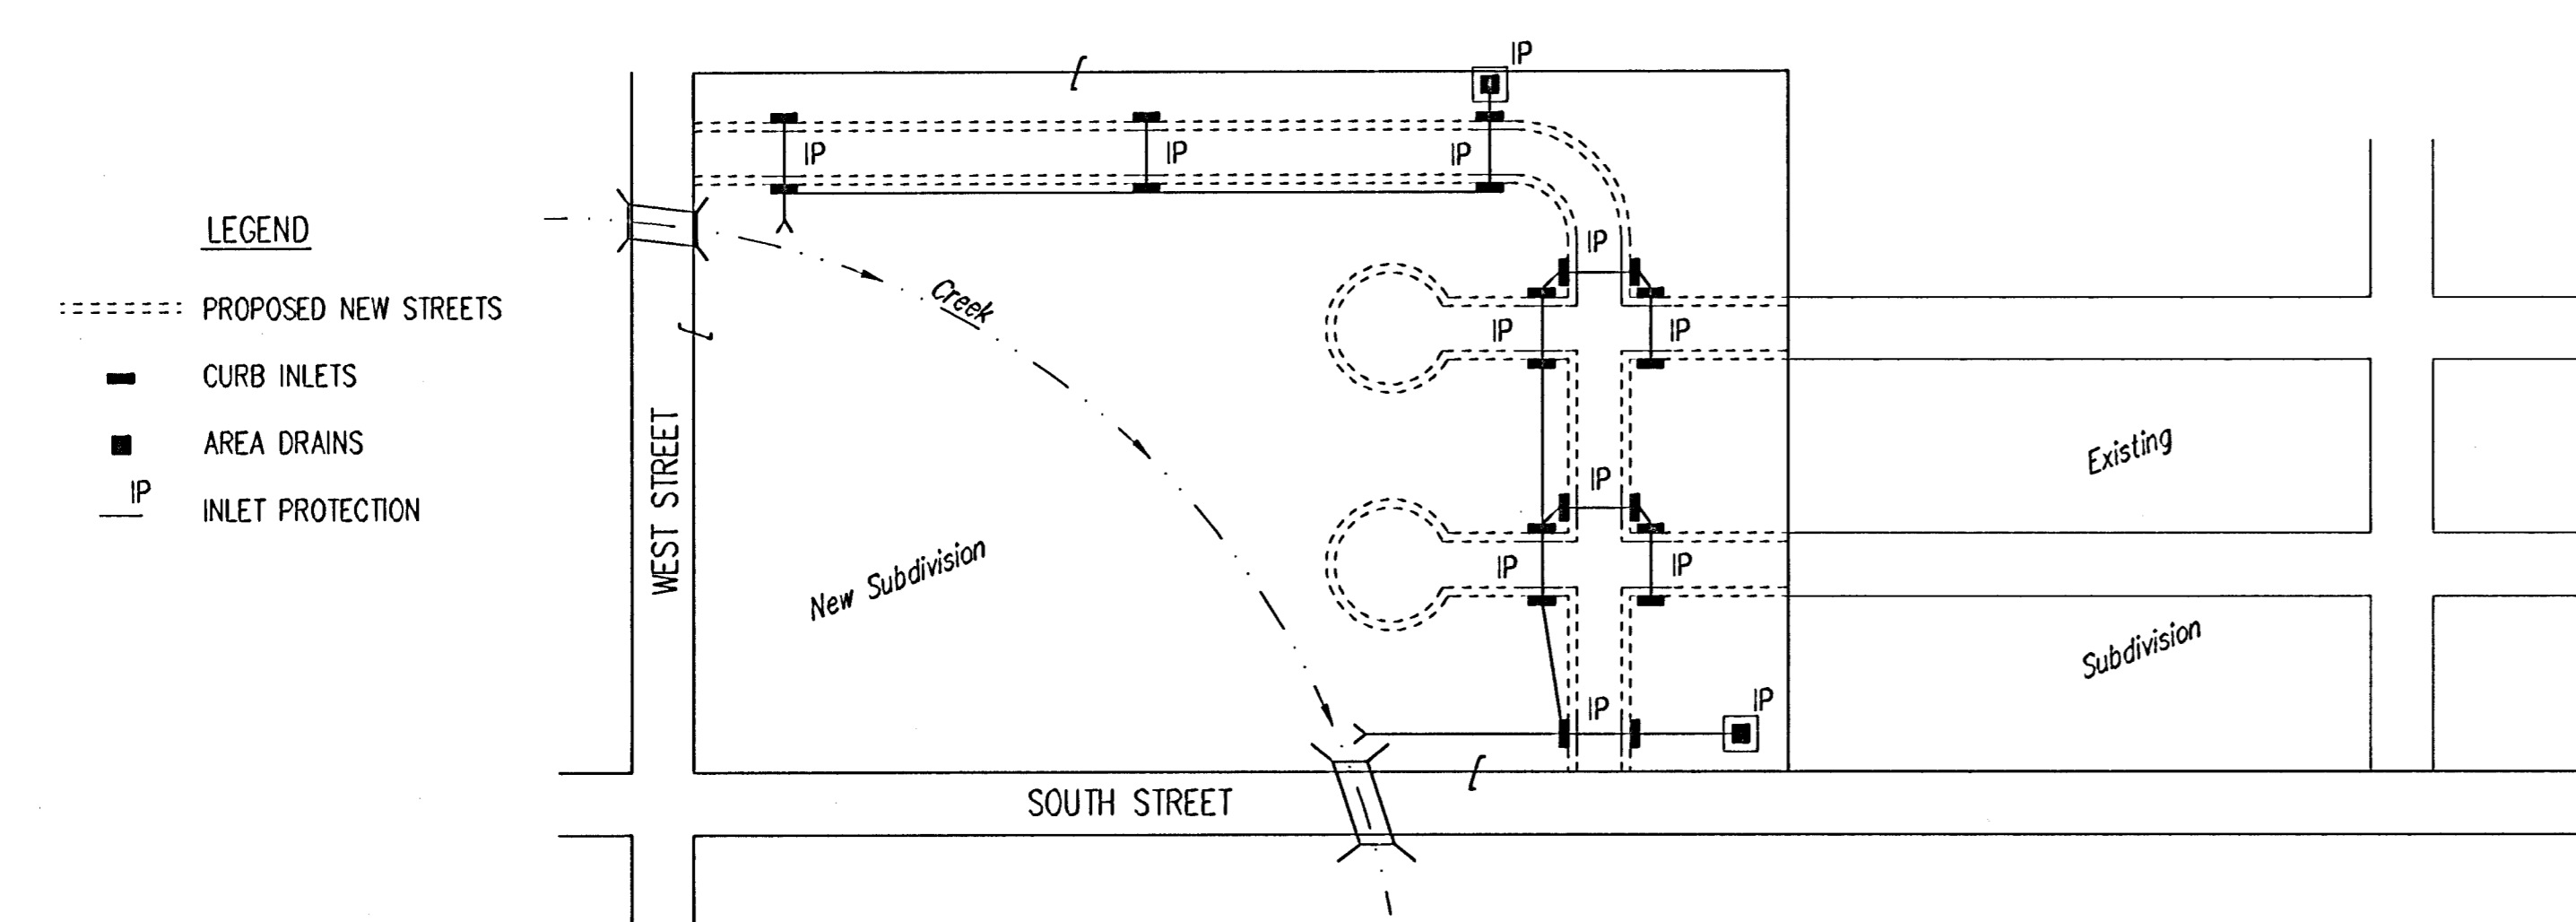 IP
IP
IP
IP
LEGEND
PROPOSED NEW STREETS
CURB INLETS
AREA DRAINS
IP
INLET PROTECTION
WEST STREET
Creek
New Subdivision
IP
IP
IP
IP
IP
IP
IP
IP
Existing
Subdivision
SOUTH STREET